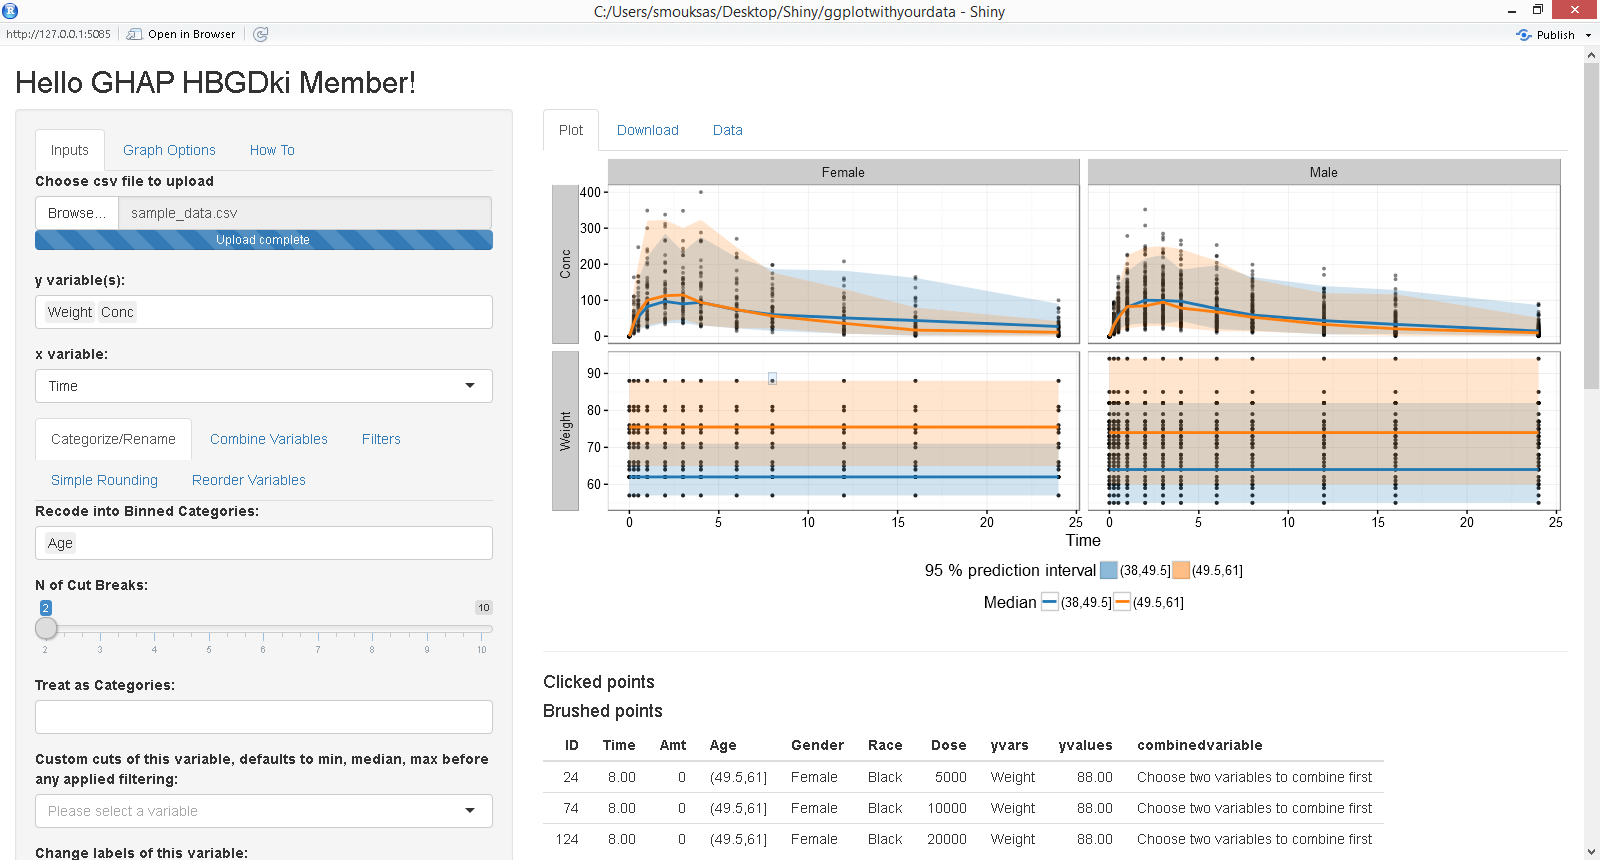 C:/Users/smouksas/Desktop/Shiny/ggplotwithyourdata - Shiny
http://127.0.0.1:5085 Open in Browser Publish
Hello GHAP HBGDki Member!
Inputs Graph Options How To
Choose csv file to upload
Browse... sample_data.csv
Upload complete
y variable(s):
Weight Conc
x variable:
Time
Categorize/Rename Combine Variables Filters
Simple Rounding Reorder Variables
Recode into Binned Categories:
Age
N of Cut Breaks:
2 10
2 3 4 5 6 7 8 9 10
Treat as Categories:
Custom cuts of this variable, defaults to min, median, max before
any applied filtering:
Please select a variable
Change labels of this variable:
Plot Download Data
Female Male
Conc
400
300
200
100
0
Weight
90
80
70
60
0 5 10 15 20 25 0 5 10 15 20 25
Time
95 % prediction interval (38,49.5] (49.5,61]
Median (38,49.5] (49.5,61]
Clicked points
Brushed points
ID Time Amt Age Gender Race Dose yvars yvalues combinedvariable
24 8.00 0 (49.5,61] Female Black 5000 Weight 88.00 Choose two variables to combine first
74 8.00 0 (49.5,61] Female Black 10000 Weight 88.00 Choose two variables to combine first
124 8.00 0 (49.5,61] Female Black 20000 Weight 88.00 Choose two variables to combine first